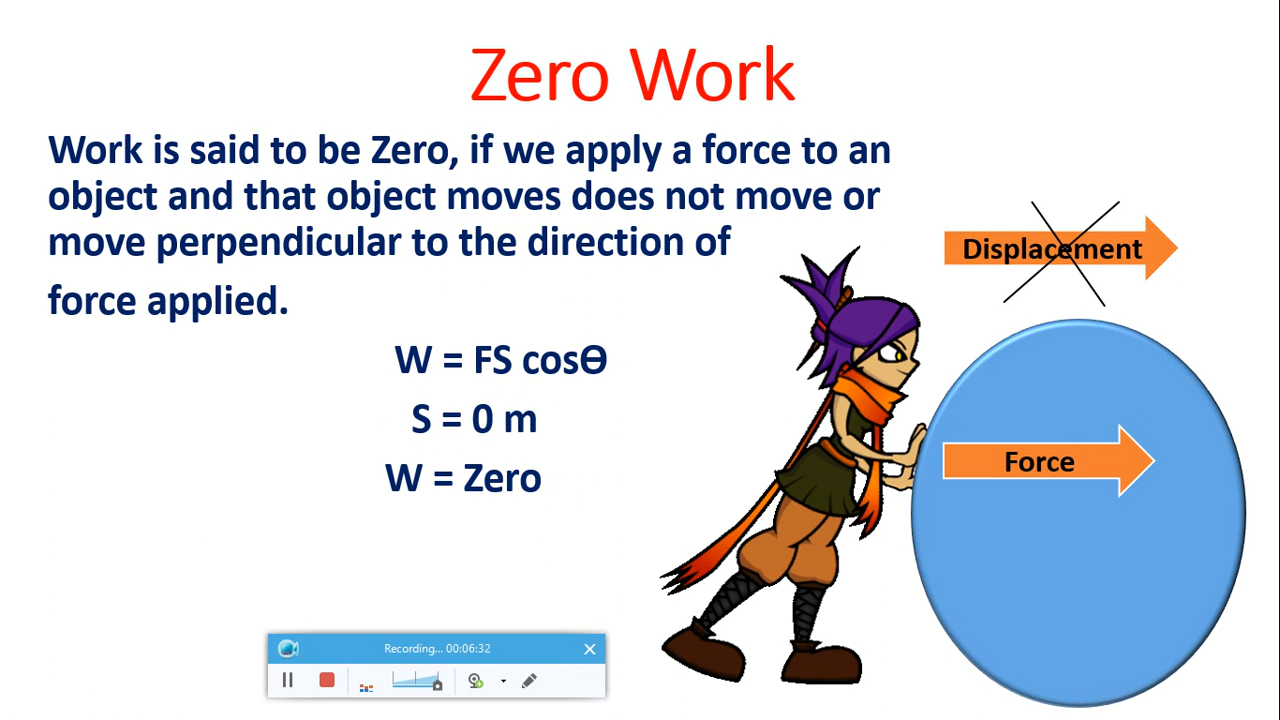 Zero Work
Work is said to be Zero, if we apply a force to an
object and that object moves does not move or
move perpendicular to the direction of
force applied.
Displacement
W = FS cosθ
S = 0 m
W = Zero
Force
Recording... 00:06:32